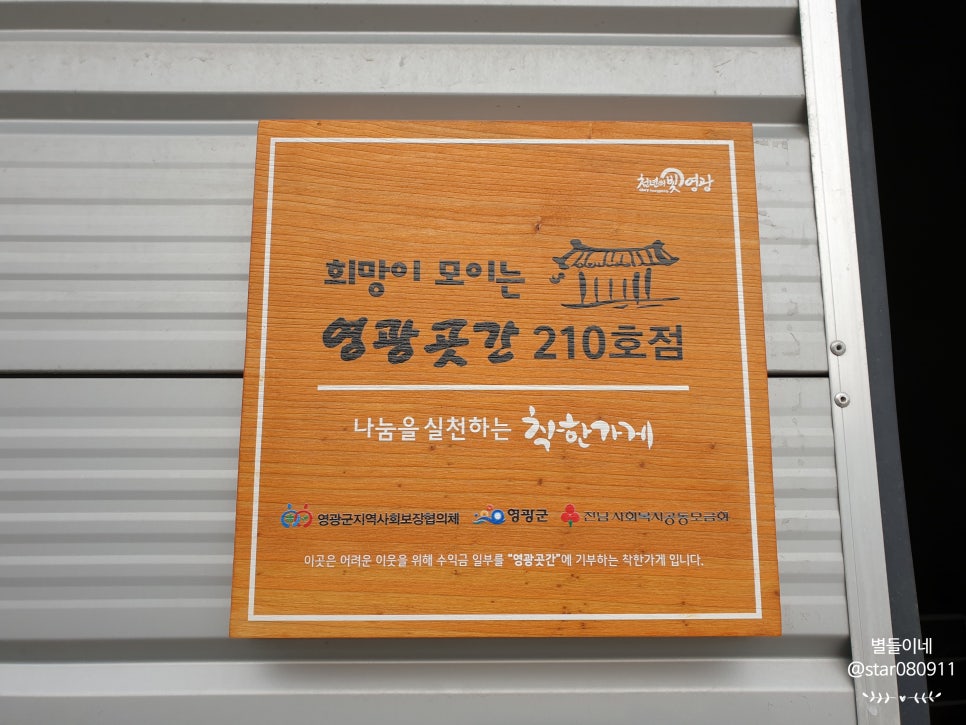 천년의빛영광
희망이 모이는
영광곳간 210호점
나눔을 실천하는 착한가게
영광군지역사회보장협의체 영광군 전남 사회복지공동모금회
이곳은 어려운 이웃을 위해 수익금 일부를 "영광곳간"에 기부하는 착한가게 입니다.
별들이네
@star080911